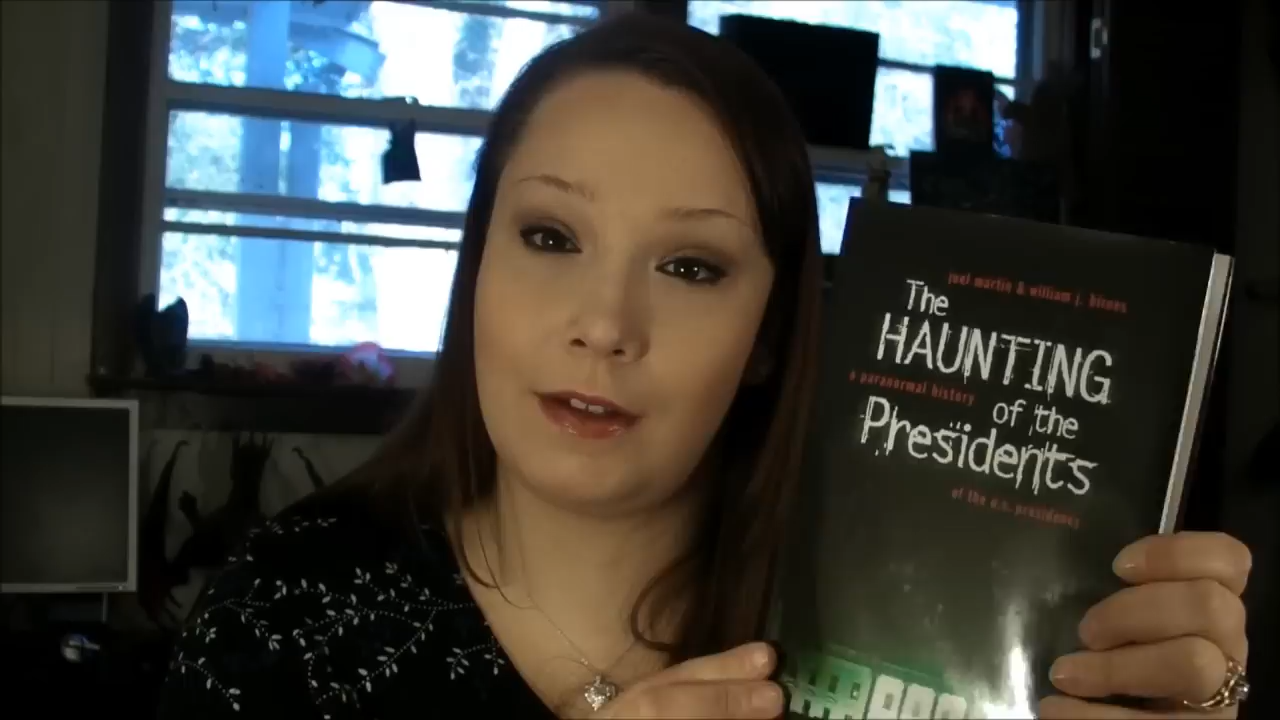 joel martin & william j. birnes
The
HAUNTING
a paranormal history
of the
Presidents
of the u.s. presidency